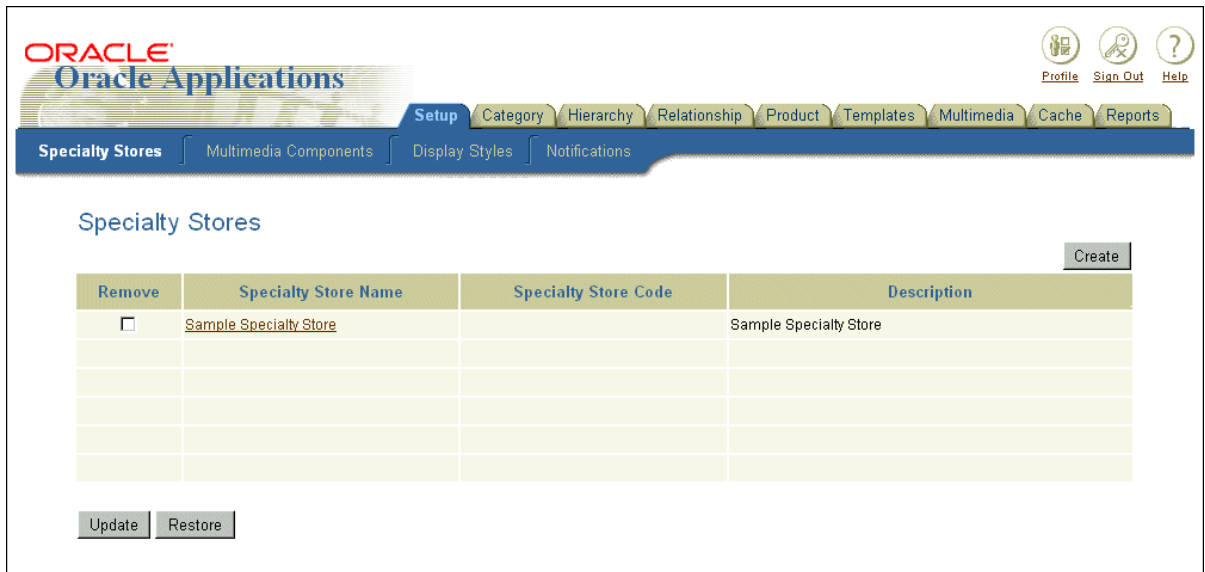 ORACLE
Oracle Applications
Profile Sign Out Help
Setup Category Hierarchy Relationship Product Templates Multimedia Cache Reports
Specialty Stores Multimedia Components Display Styles Notifications
Specialty Stores
Create
Remove Specialty Store Name Specialty Store Code Description
Sample Specialty Store Sample Specialty Store
Update Restore